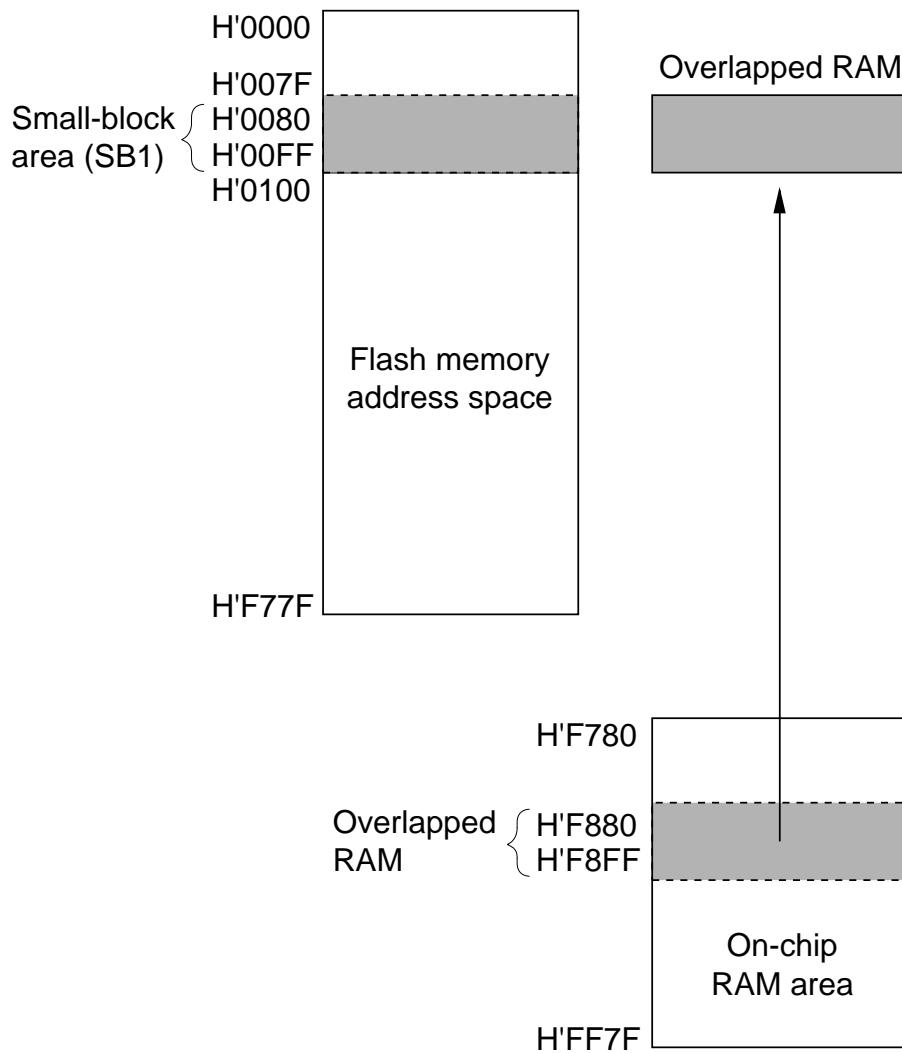 H'0000
H'007F
Small-block
area (SB1)
H'0080
H'00FF
H'0100
Overlapped RAM
Flash memory
address space
H'F77F
H'F780
Overlapped
RAM
H'F880
H'F8FF
On-chip
RAM area
H'FF7F